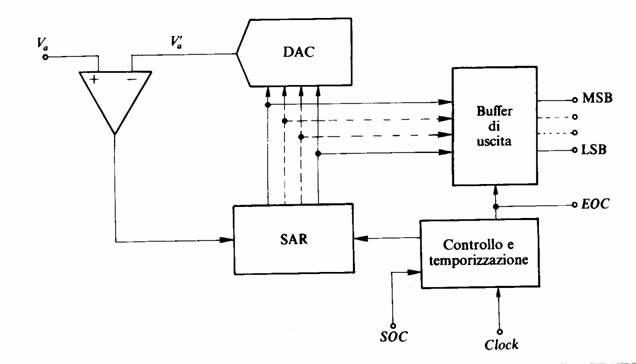 Va
V'a
DAC
+
−
Buffer
di
uscita
MSB
LSB
EOC
SAR
Controllo e
temporizzazione
SOC
Clock